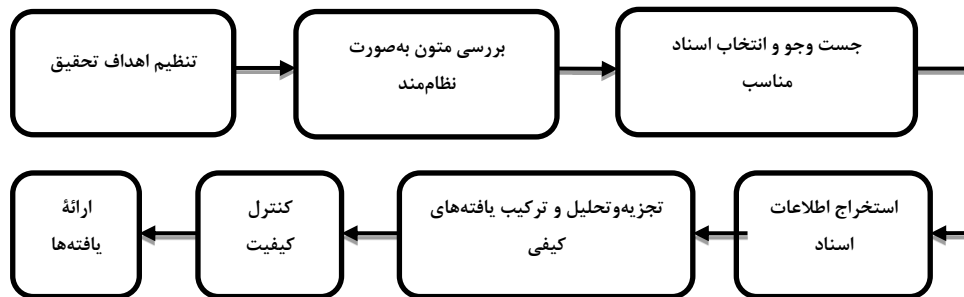 تنظیم اهداف تحقیق
بررسی متون به‌صورت
نظام‌مند
جست وجو و انتخاب اسناد
مناسب
استخراج اطلاعات
اسناد
تجزیه‌وتحلیل و ترکیب یافته‌های
کیفی
کنترل
کیفیت
ارائۀ
یافته‌ها